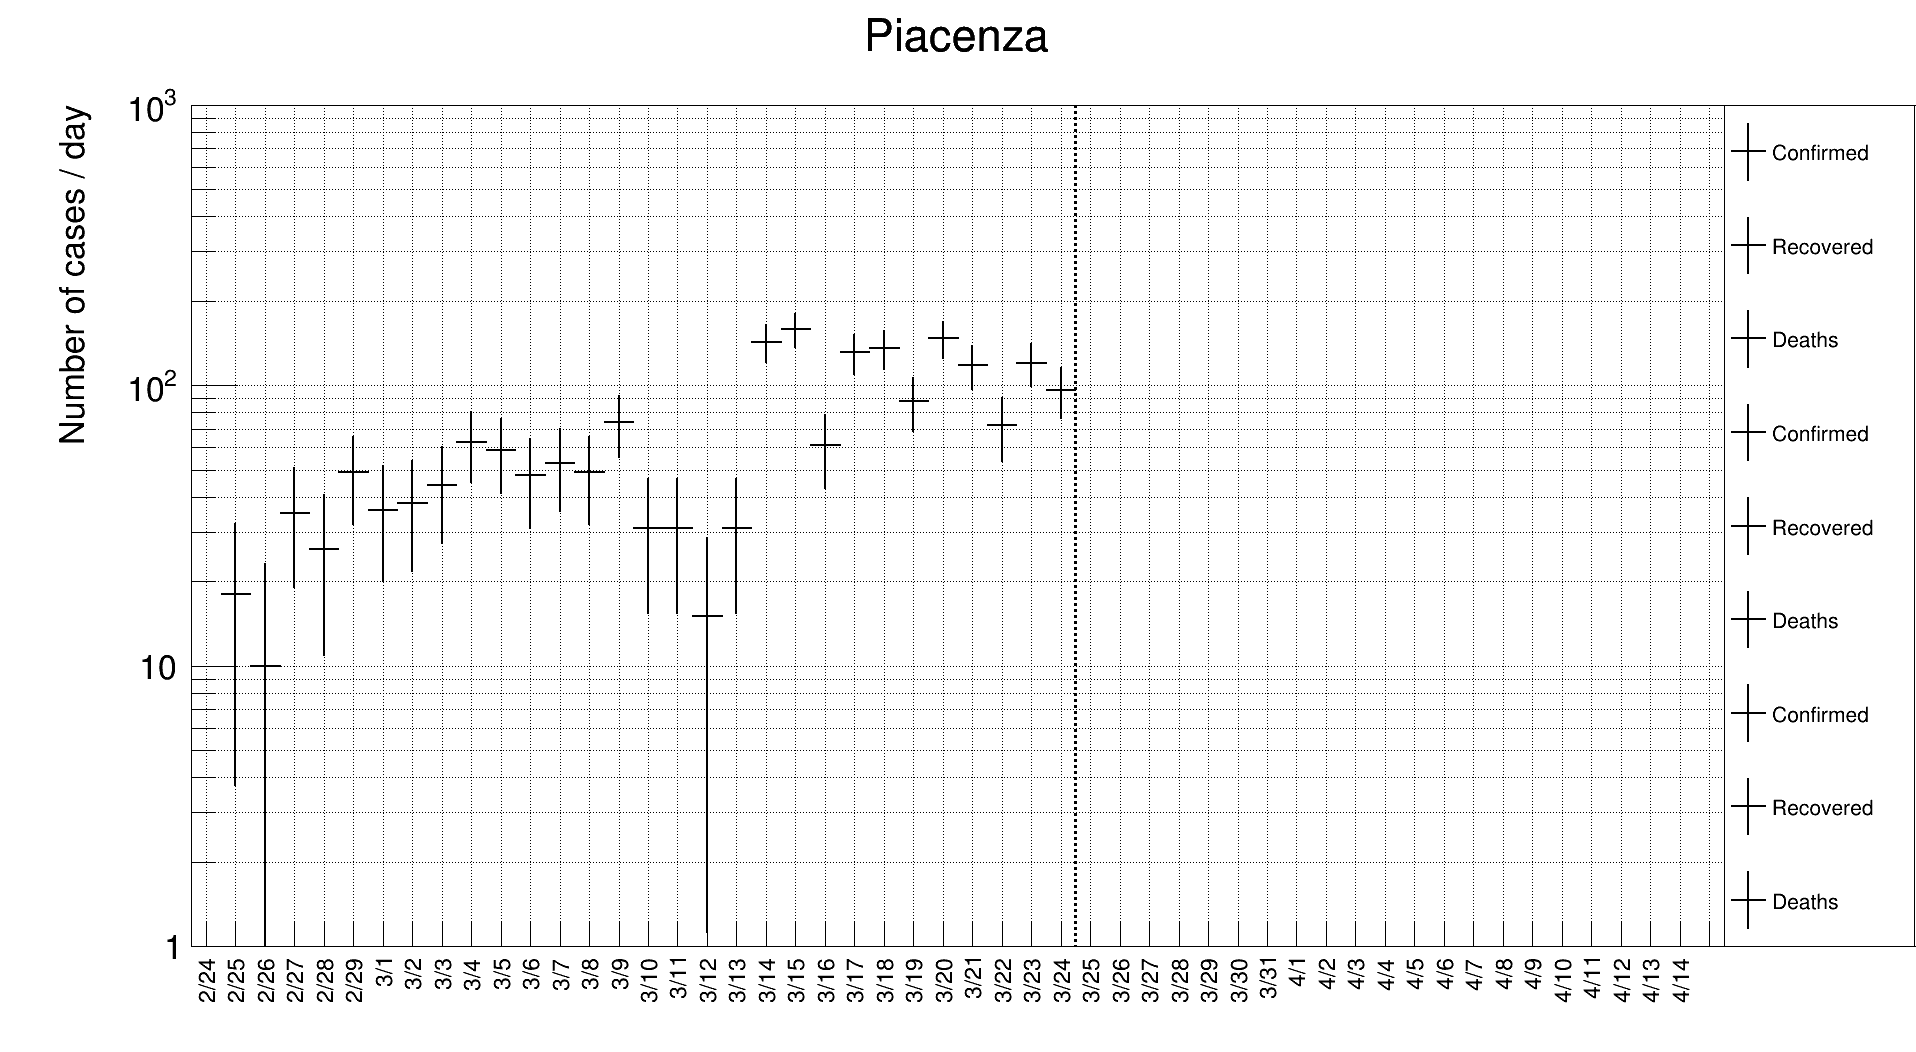 Piacenza
Number of cases / day
10^3
10^2
10
1
2/24 2/25 2/26 2/27 2/28 2/29 3/1 3/2 3/3 3/4 3/5 3/6 3/7 3/8 3/9 3/10 3/11 3/12 3/13 3/14 3/15 3/16 3/17 3/18 3/19 3/20 3/21 3/22 3/23 3/24 3/25 3/26 3/27 3/28 3/29 3/30 3/31 4/1 4/2 4/3 4/4 4/5 4/6 4/7 4/8 4/9 4/10 4/11 4/12 4/13 4/14
Confirmed
Recovered
Deaths
Confirmed
Recovered
Deaths
Confirmed
Recovered
Deaths